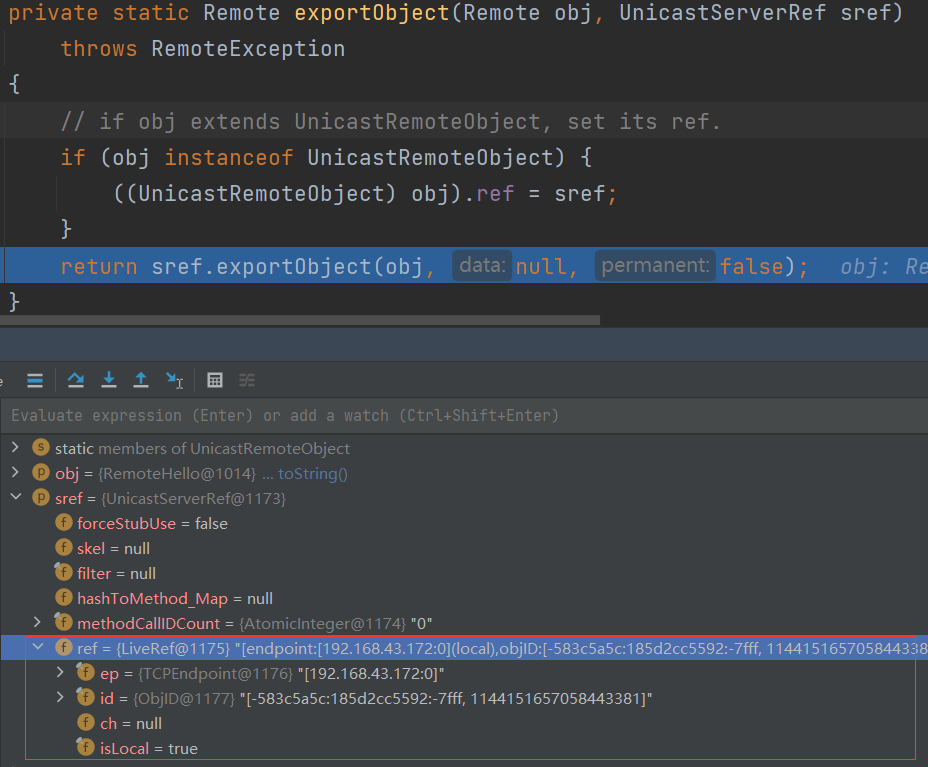 private static Remote exportObject(Remote obj, UnicastServerRef sref)
throws RemoteException
{
// if obj extends UnicastRemoteObject, set its ref.
if (obj instanceof UnicastRemoteObject) {
((UnicastRemoteObject) obj).ref = sref;
}
return sref.exportObject(obj, data: null, permanent: false); obj: Re
}
Evaluate expression (Enter) or add a watch (Ctrl+Shift+Enter)
s static members of UnicastRemoteObject
p obj = {RemoteHello@1014} ... toString()
p sref = {UnicastServerRef@1173}
f forceStubUse = false
f skel = null
f filter = null
f hashToMethod_Map = null
f methodCallIDCount = {AtomicInteger@1174} "0"
f ref = {LiveRef@1175} "[endpoint:[192.168.43.172:0](local),objID:[-583c5a5c:185d2cc5592:-7fff, 114415165705844338
f ep = {TCPEndpoint@1176} "[192.168.43.172:0]"
f id = {ObjID@1177} "[-583c5a5c:185d2cc5592:-7fff, 1144151657058443381]"
f ch = null
f isLocal = true